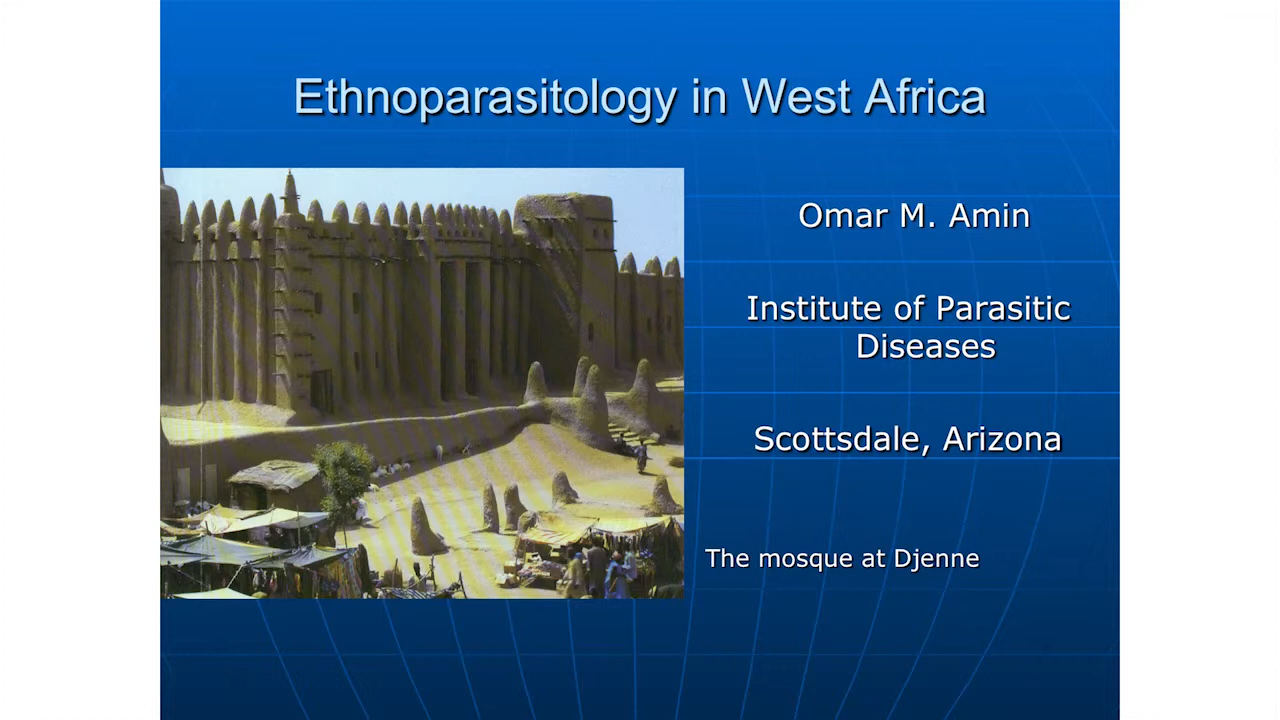 Ethnoparasitology in West Africa
Omar M. Amin
Institute of Parasitic
Diseases
Scottsdale, Arizona
The mosque at Djenne